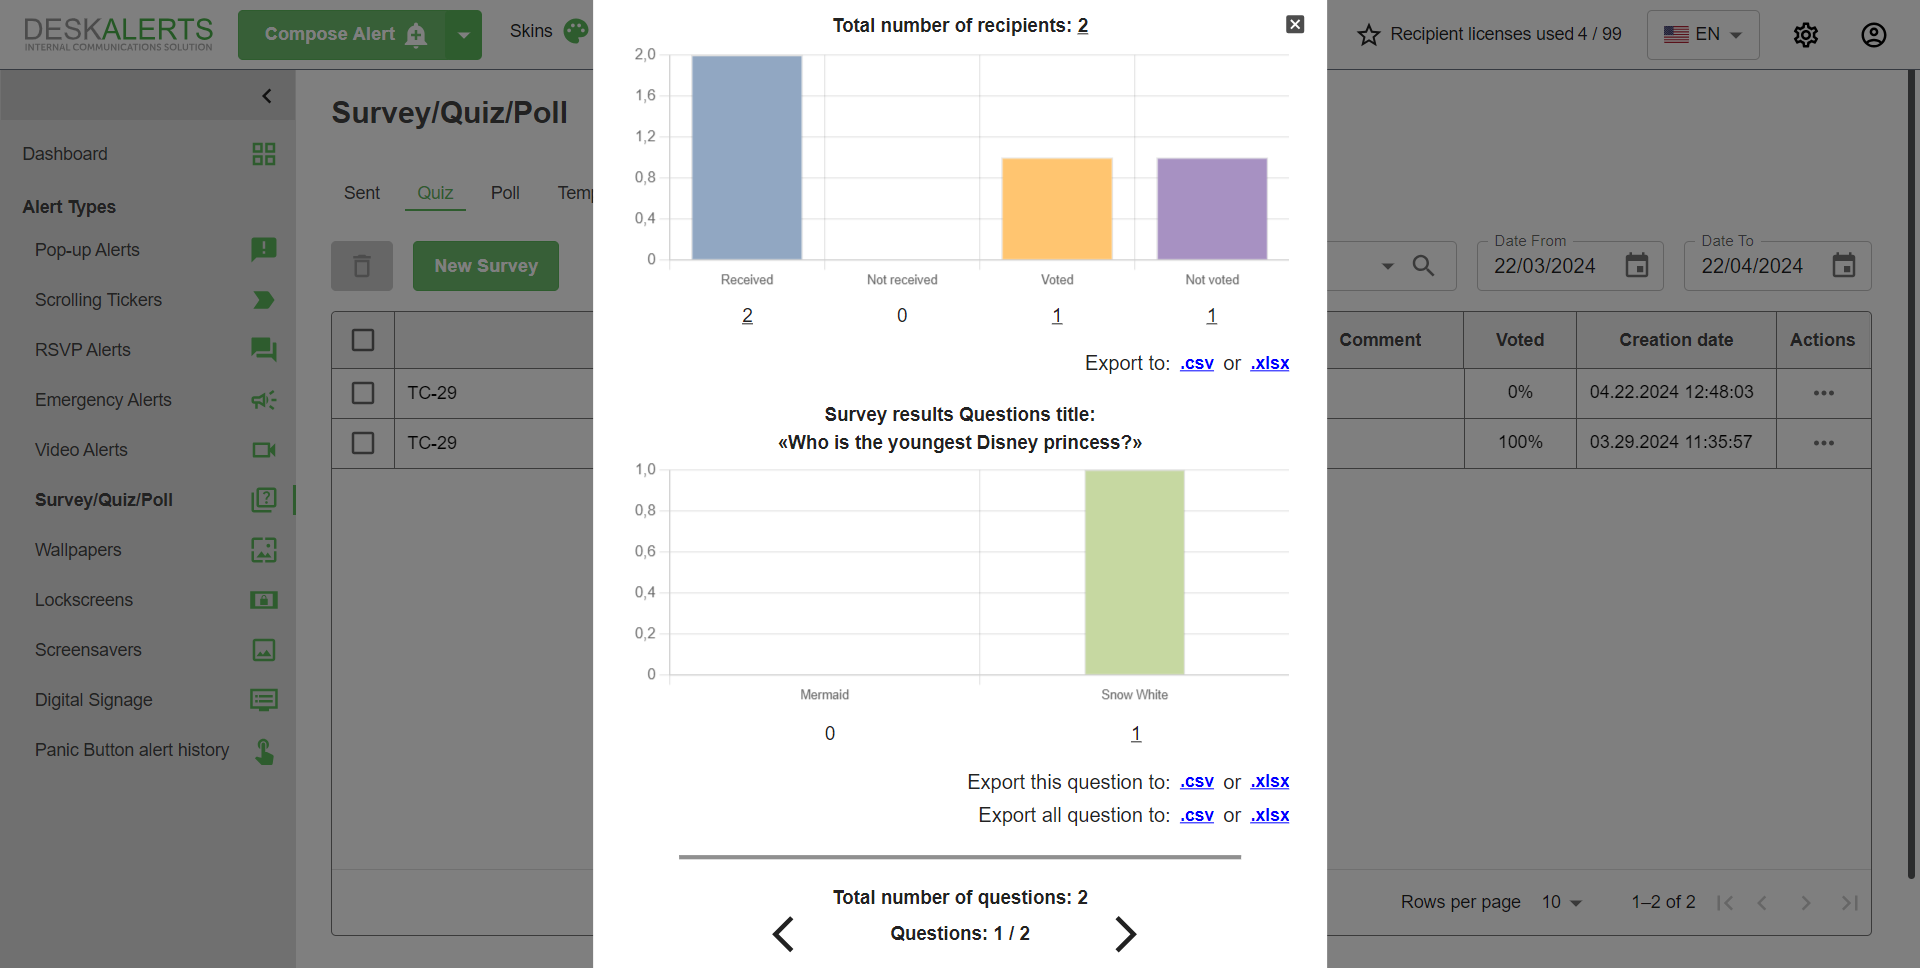 DESKALERTS
INTERNAL COMMUNICATIONS SOLUTION
Compose Alert
Skins
Recipient licenses used 4 / 99
EN
Dashboard
Alert Types
Pop-up Alerts
Scrolling Tickers
RSVP Alerts
Emergency Alerts
Video Alerts
Survey/Quiz/Poll
Wallpapers
Lockscreens
Screensavers
Digital Signage
Panic Button alert history
Survey/Quiz/Poll
Sent Quiz Poll Temp
New Survey
Date From
22/03/2024
Date To
22/04/2024
Comment Voted Creation date Actions
TC-29 0% 04.22.2024 12:48:03
TC-29 100% 03.29.2024 11:35:57
Rows per page 10 1–2 of 2
Total number of recipients: 2
2,0
1,6
1,2
0,8
0,4
0
Received Not received Voted Not voted
2 0 1 1
Export to: .csv or .xlsx
Survey results Questions title:
«Who is the youngest Disney princess?»
1,0
0,8
0,6
0,4
0,2
0
Mermaid Snow White
0 1
Export this question to: .csv or .xlsx
Export all question to: .csv or .xlsx
Total number of questions: 2
Questions: 1 / 2